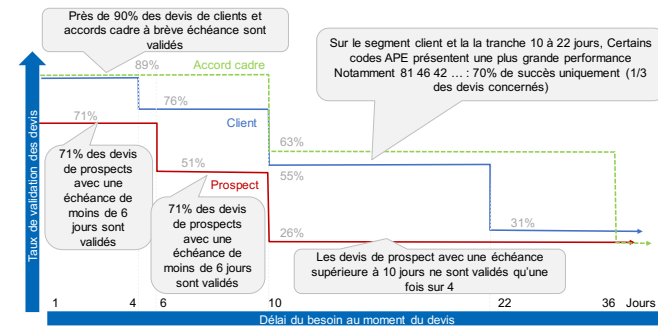 Près de 90% des devis de clients et
accords cadre à brève échéance sont
validés
Sur le segment client et la la tranche 10 à 22 jours, Certains
codes APE présentent une plus grande performance
Notamment 81 46 42 … : 70% de succès uniquement (1/3
des devis concernés)
89%
Accord cadre
76%
Client
71%
63%
71% des devis
de prospects
avec une
échéance de
moins de 6
jours sont
validés
51%
Prospect
55%
71% des devis
de prospects
avec une
échéance de
moins de 6 jours
sont validés
31%
26%
Les devis de prospect avec une échéance
supérieure à 10 jours ne sont validés qu'une
fois sur 4
Taux de validation des devis
1 4 6 10 22 36 Jours
Délai du besoin au moment du devis